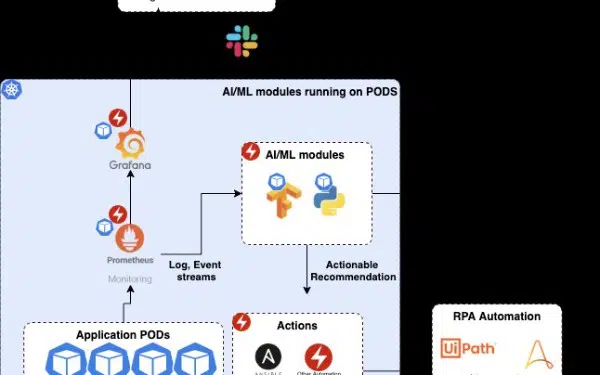 AI/ML modules running on PODS
Grafana
AI/ML modules
Prometheus
Monitoring
Log, Event
streams
Actionable
Recommendation
Application PODs
Actions
ANSIBLE
Other Automation
RPA Automation
UiPath